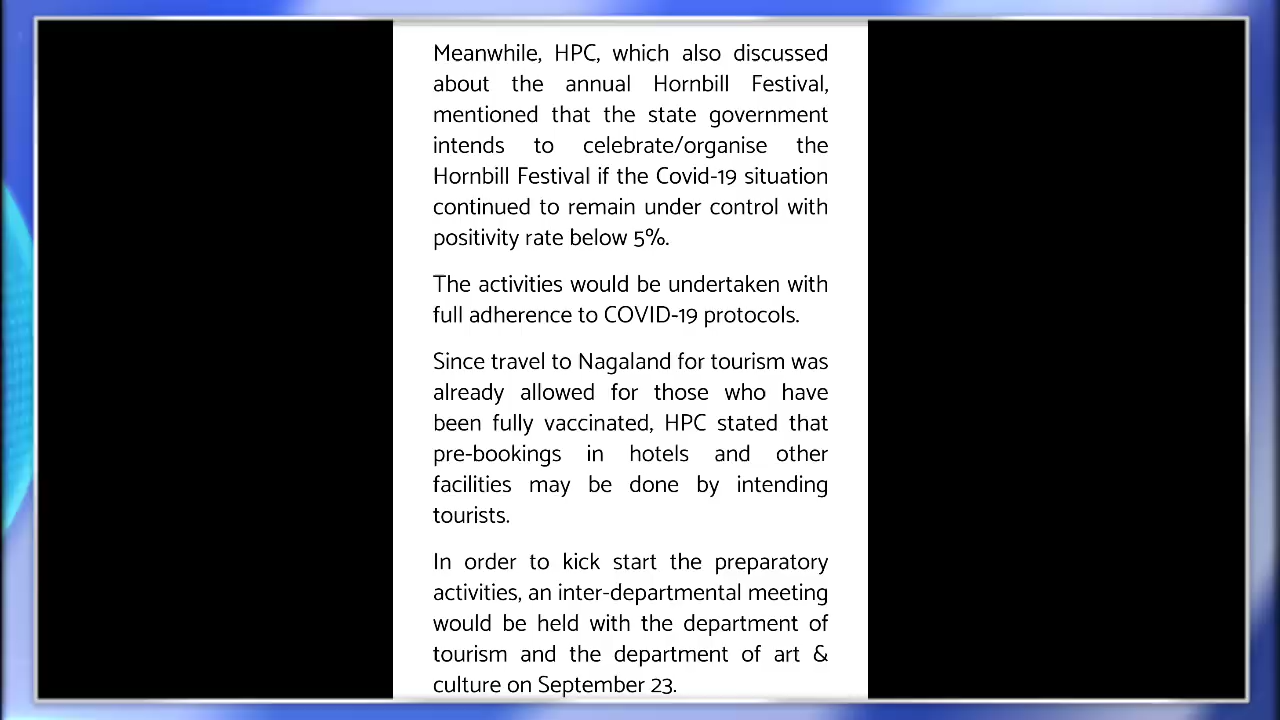 Meanwhile, HPC, which also discussed
about the annual Hornbill Festival,
mentioned that the state government
intends to celebrate/organise the
Hornbill Festival if the Covid-19 situation
continued to remain under control with
positivity rate below 5%.
The activities would be undertaken with
full adherence to COVID-19 protocols.
Since travel to Nagaland for tourism was
already allowed for those who have
been fully vaccinated, HPC stated that
pre-bookings in hotels and other
facilities may be done by intending
tourists.
In order to kick start the preparatory
activities, an inter-departmental meeting
would be held with the department of
tourism and the department of art &
culture on September 23.